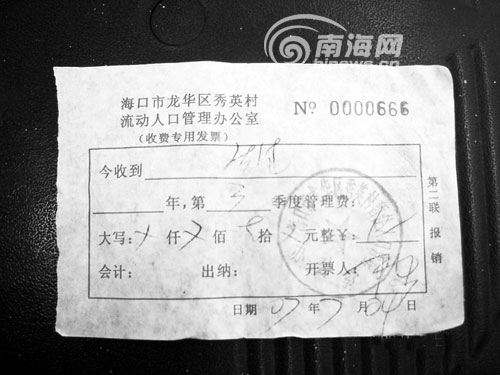 南海网
海口市龙华区秀英村
流动人口管理办公室
(收费专用发票)
№ 0000666
今收到
年,第 3 季度管理费:
大写: 仟 佰 拾 元整¥:
会计: 出纳: 开票人:
日期 07 年 7 月 日
第二联 报销